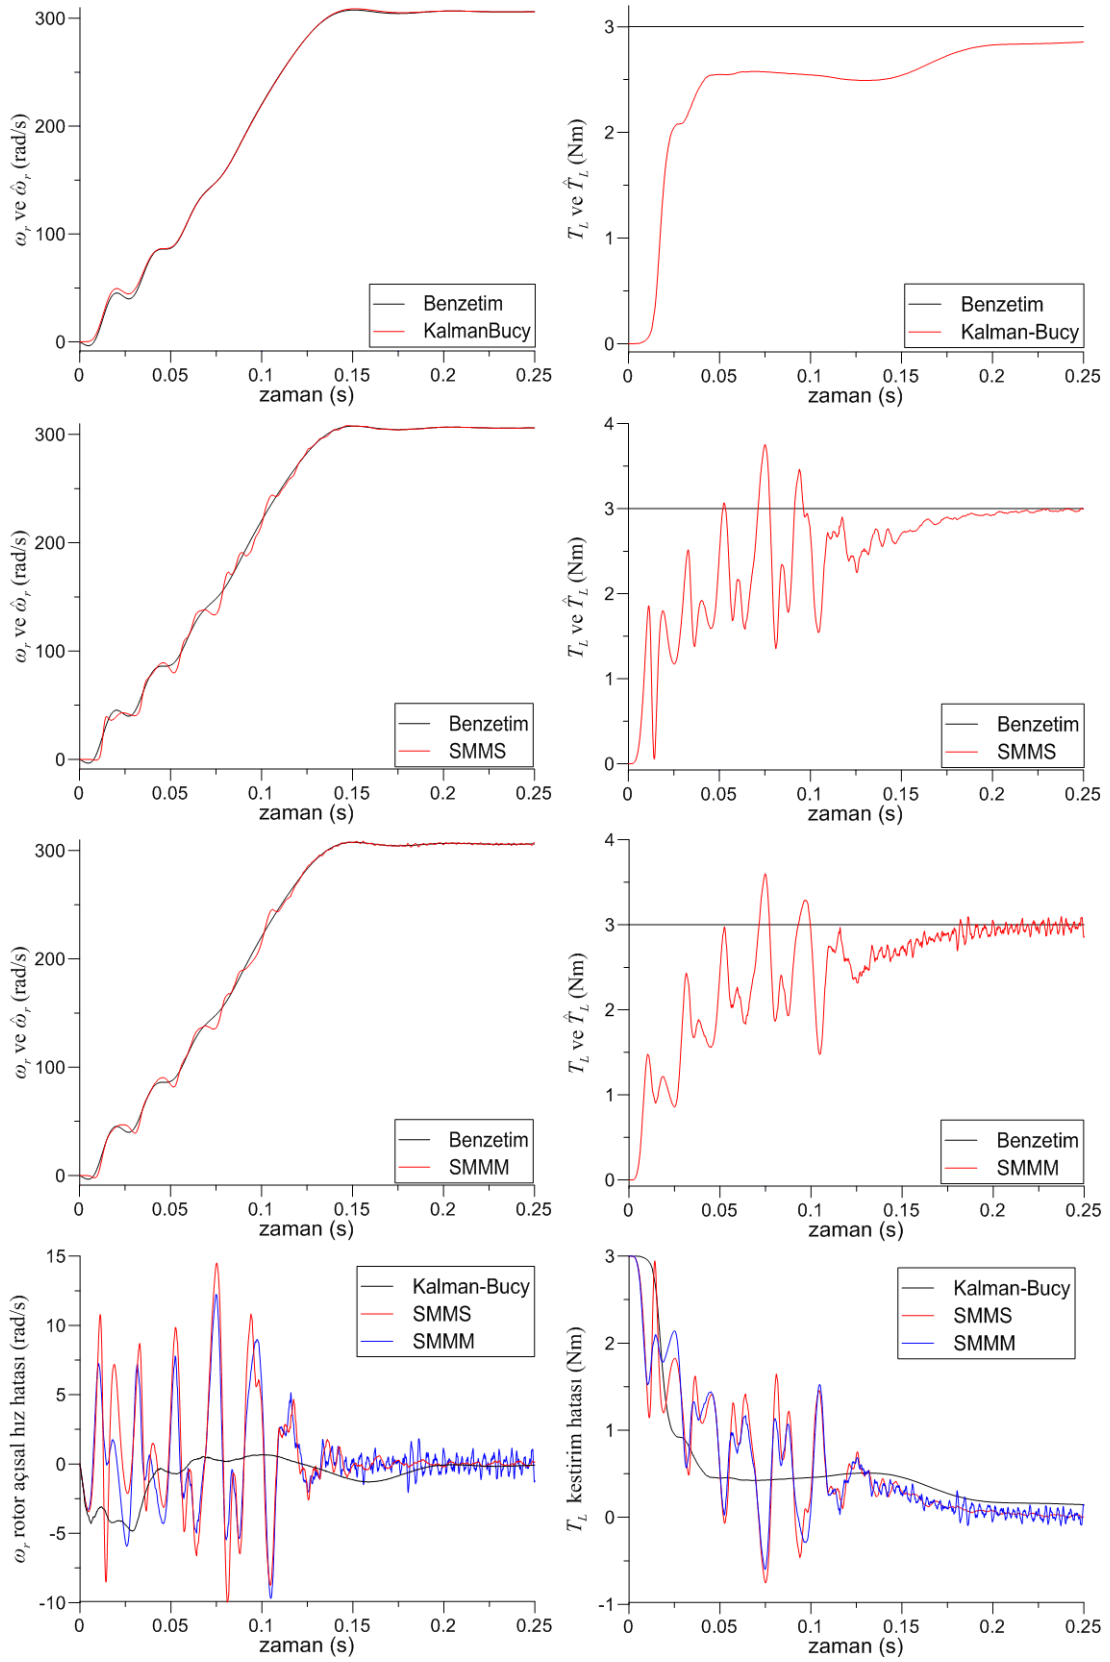 300
200
100
0
ω_r ve ω̂_r (rad/s)
Benzetim
KalmanBucy
0 0.05 0.1 0.15 0.2 0.25
zaman (s)
3
2
1
0
T_L ve T̂_L (Nm)
Benzetim
Kalman-Bucy
0 0.05 0.1 0.15 0.2 0.25
zaman (s)
300
200
100
0
ω_r ve ω̂_r (rad/s)
Benzetim
SMMS
0 0.05 0.1 0.15 0.2 0.25
zaman (s)
4
3
2
1
0
T_L ve T̂_L (Nm)
Benzetim
SMMS
0 0.05 0.1 0.15 0.2 0.25
zaman (s)
300
200
100
0
ω_r ve ω̂_r (rad/s)
Benzetim
SMMM
0 0.05 0.1 0.15 0.2 0.25
zaman (s)
4
3
2
1
0
T_L ve T̂_L (Nm)
Benzetim
SMMM
0 0.05 0.1 0.15 0.2 0.25
zaman (s)
15
10
5
0
-5
-10
ω_r rotor açısal hız hatası (rad/s)
Kalman-Bucy
SMMS
SMMM
0 0.05 0.1 0.15 0.2 0.25
zaman (s)
3
2
1
0
-1
T_L kestirim hatası (Nm)
Kalman-Bucy
SMMS
SMMM
0 0.05 0.1 0.15 0.2 0.25
zaman (s)